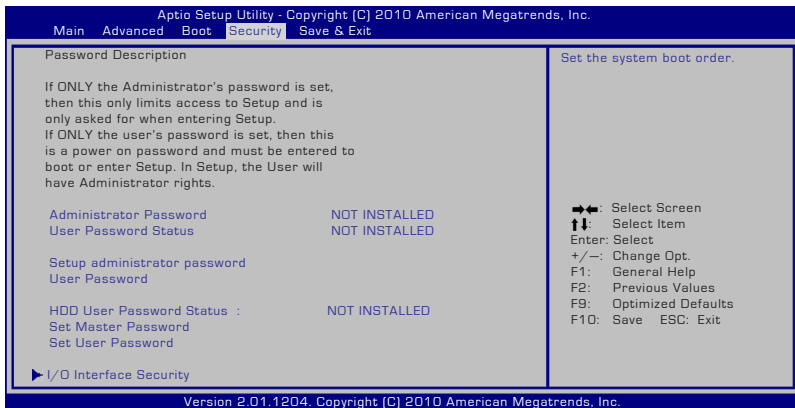 Aptio Setup Utility - Copyright (C) 2010 American Megatrends, Inc.
Main Advanced Boot Security Save & Exit
Password Description
If ONLY the Administrator's password is set,
then this only limits access to Setup and is
only asked for when entering Setup.
If ONLY the user's password is set, then this
is a power on password and must be entered to
boot or enter Setup. In Setup, the User will
have Administrator rights.
Administrator Password NOT INSTALLED
User Password Status NOT INSTALLED
Setup administrator password
User Password
HDD User Password Status : NOT INSTALLED
Set Master Password
Set User Password
I/O Interface Security
Set the system boot order.
→←: Select Screen
↑↓: Select Item
Enter: Select
+/—: Change Opt.
F1: General Help
F2: Previous Values
F9: Optimized Defaults
F10: Save ESC: Exit
Version 2.01.1204. Copyright (C) 2010 American Megatrends, Inc.